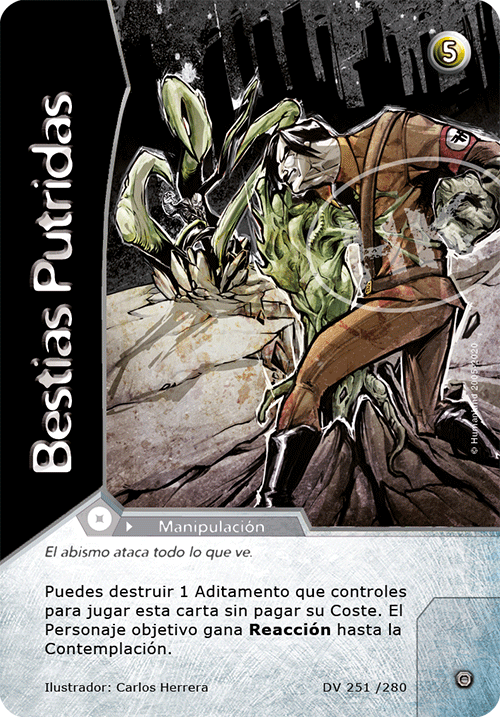 5
Bestias Putridas
Manipulación
El abismo ataca todo lo que ve.
Puedes destruir 1 Aditamento que controles
para jugar esta carta sin pagar su Coste. El
Personaje objetivo gana Reacción hasta la
Contemplación.
Ilustrador: Carlos Herrera
DV 251 /280